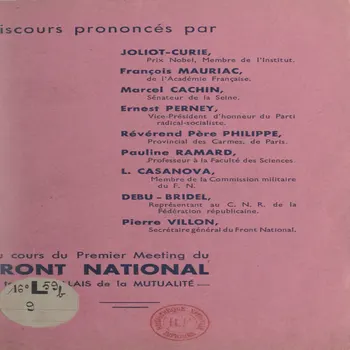 iscours prononcés par
JOLIOT-CURIE,
Prix Nobel, Membre de l'Institut.
François MAURIAC,
de l'Académie Française.
Marcel CACHIN,
Sénateur de la Seine.
Ernest PERNEY,
Vice-Président d'honneur du Parti
radical-socialiste.
Révérend Père PHILIPPE,
Provincial des Carmes, de Paris.
Pauline RAMARD,
Professeur à la Faculté des Sciences.
L. CASANOVA,
Membre de la Commission militaire
du F. N.
DEBU-BRIDEL,
Représentant au C. N. R. de la
Fédération républicaine.
Pierre VILLON,
Secrétaire général du Front National.
u cours du Premier Meeting du
RONT NATIONAL
LAIS de la MUTUALITÉ
16° L 59 b
9